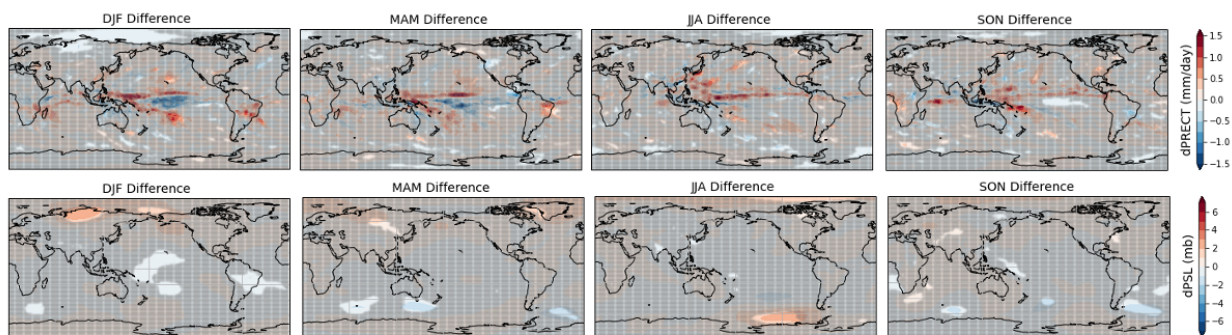 DJF Difference
MAM Difference
JJA Difference
SON Difference
1.5
1.0
0.5
0.0
−0.5
−1.0
−1.5
dPRECT (mm/day)
DJF Difference
MAM Difference
JJA Difference
SON Difference
6
4
2
0
−2
−4
−6
dPSL (mb)